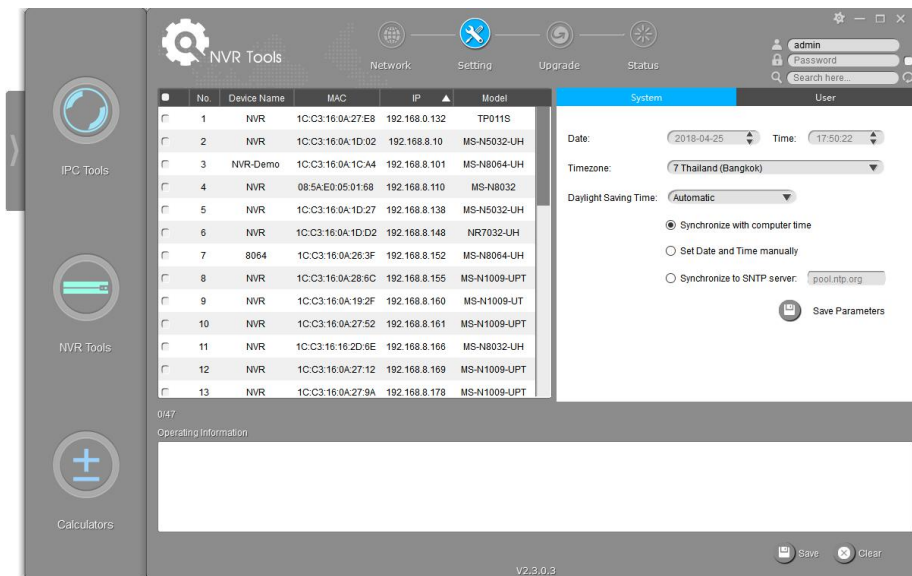 NVR Tools
Network
Setting
Upgrade
Status
admin
Password
Search here...
IPC Tools
NVR Tools
Calculators
No. Device Name MAC IP Model
1 NVR 1C:C3:16:0A:27:E8 192.168.0.132 TP011S
2 NVR 1C:C3:16:0A:1D:02 192.168.8.10 MS-N5032-UH
3 NVR-Demo 1C:C3:16:0A:1C:A4 192.168.8.101 MS-N8064-UH
4 NVR 08:5A:E0:05:01:68 192.168.8.110 MS-N8032
5 NVR 1C:C3:16:0A:1D:27 192.168.8.138 MS-N5032-UH
6 NVR 1C:C3:16:0A:1D:D2 192.168.8.148 NR7032-UH
7 8064 1C:C3:16:0A:26:3F 192.168.8.152 MS-N8064-UH
8 NVR 1C:C3:16:0A:28:6C 192.168.8.155 MS-N1009-UPT
9 NVR 1C:C3:16:0A:19:2F 192.168.8.160 MS-N1009-UT
10 NVR 1C:C3:16:0A:27:52 192.168.8.161 MS-N1009-UPT
11 NVR 1C:C3:16:16:2D:6E 192.168.8.166 MS-N8032-UH
12 NVR 1C:C3:16:0A:27:12 192.168.8.169 MS-N1009-UPT
13 NVR 1C:C3:16:0A:27:9A 192.168.8.178 MS-N1009-UPT
System User
Date: 2018-04-25 Time: 17:50:22
Timezone: 7 Thailand (Bangkok)
Daylight Saving Time: Automatic
Synchronize with computer time
Set Date and Time manually
Synchronize to SNTP server: pool.ntp.org
Save Parameters
0/47
Operating Information
Save Clear
V2.3.0.3